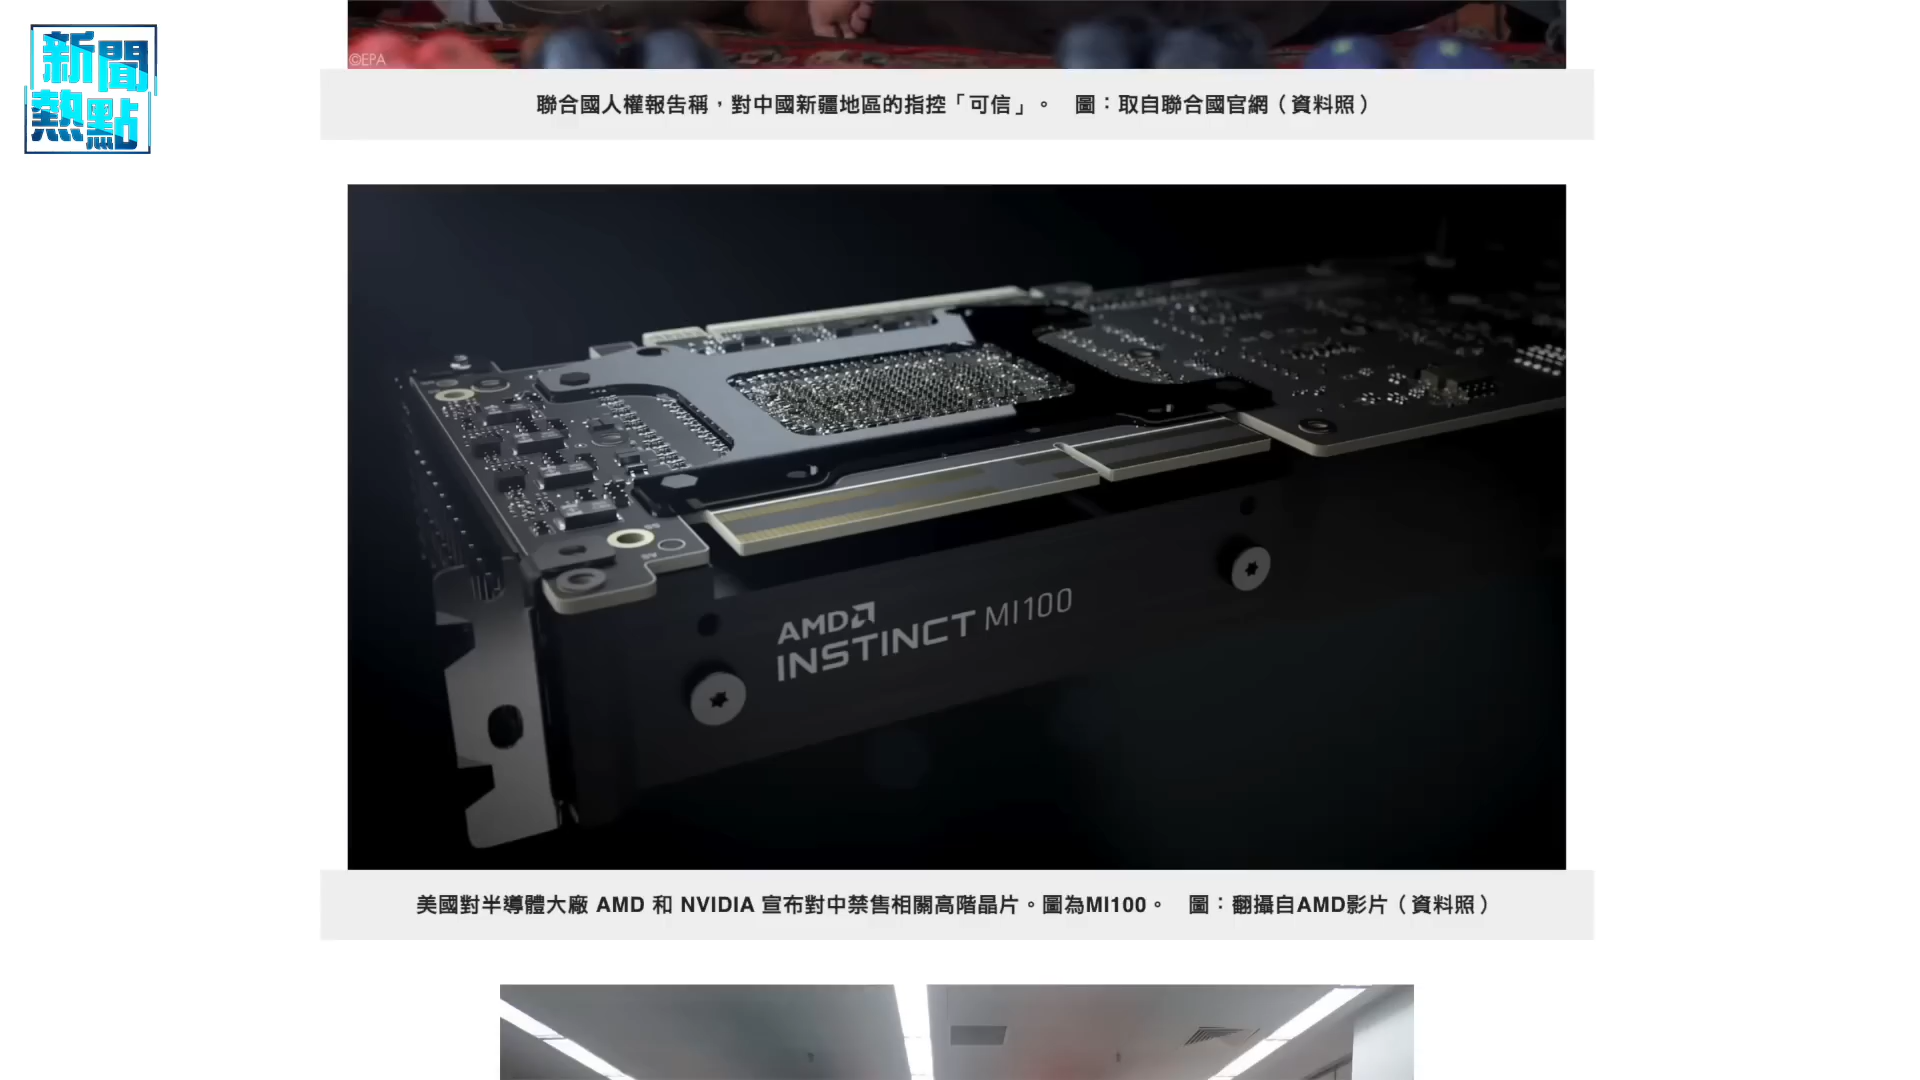 新聞
熱點
©EPA
聯合國人權報告稱，對中國新疆地區的指控「可信」。 圖：取自聯合國官網（資料照）
AMD
INSTINCT MI100
美國對半導體大廠 AMD 和 NVIDIA 宣布對中禁售相關高階晶片。圖為MI100。 圖：翻攝自AMD影片（資料照）